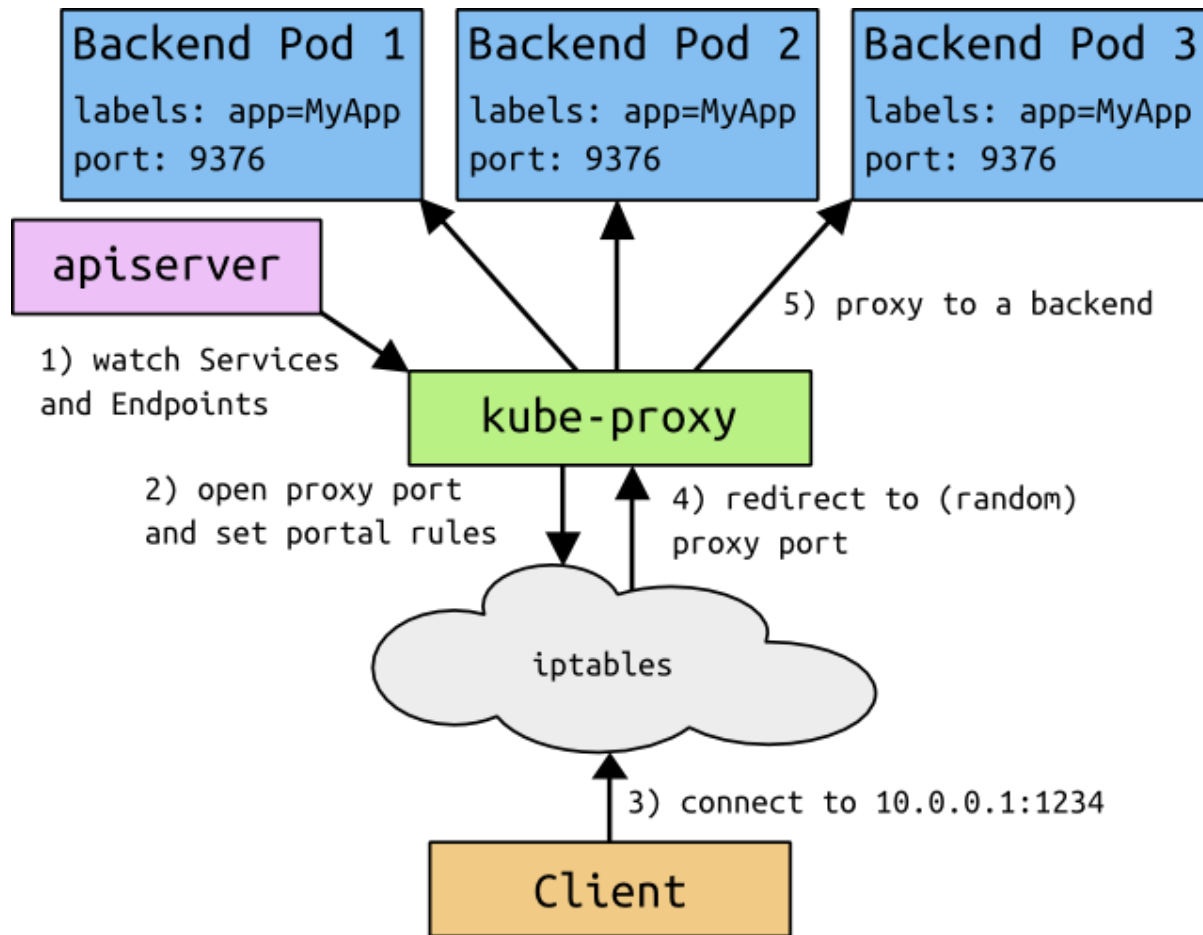 Backend Pod 1
labels: app=MyApp
port: 9376
Backend Pod 2
labels: app=MyApp
port: 9376
Backend Pod 3
labels: app=MyApp
port: 9376
apiserver
1) watch Services
and Endpoints
5) proxy to a backend
kube-proxy
2) open proxy port
and set portal rules
4) redirect to (random)
proxy port
iptables
3) connect to 10.0.0.1:1234
Client